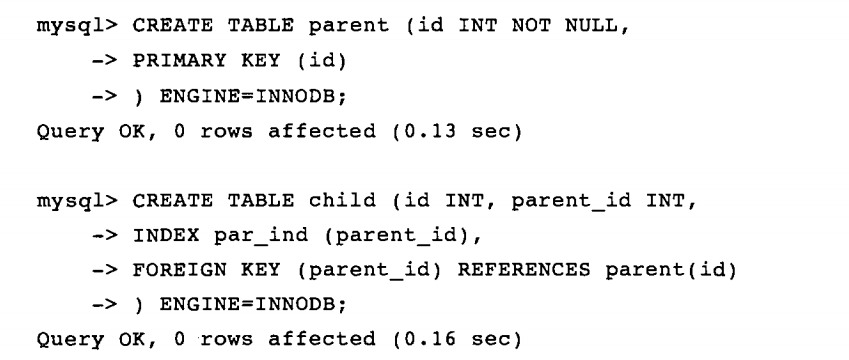 mysql> CREATE TABLE parent (id INT NOT NULL,
-> PRIMARY KEY (id)
-> ) ENGINE=INNODB;
Query OK, 0 rows affected (0.13 sec)
mysql> CREATE TABLE child (id INT, parent_id INT,
-> INDEX par_ind (parent_id),
-> FOREIGN KEY (parent_id) REFERENCES parent(id)
-> ) ENGINE=INNODB;
Query OK, 0 rows affected (0.16 sec)